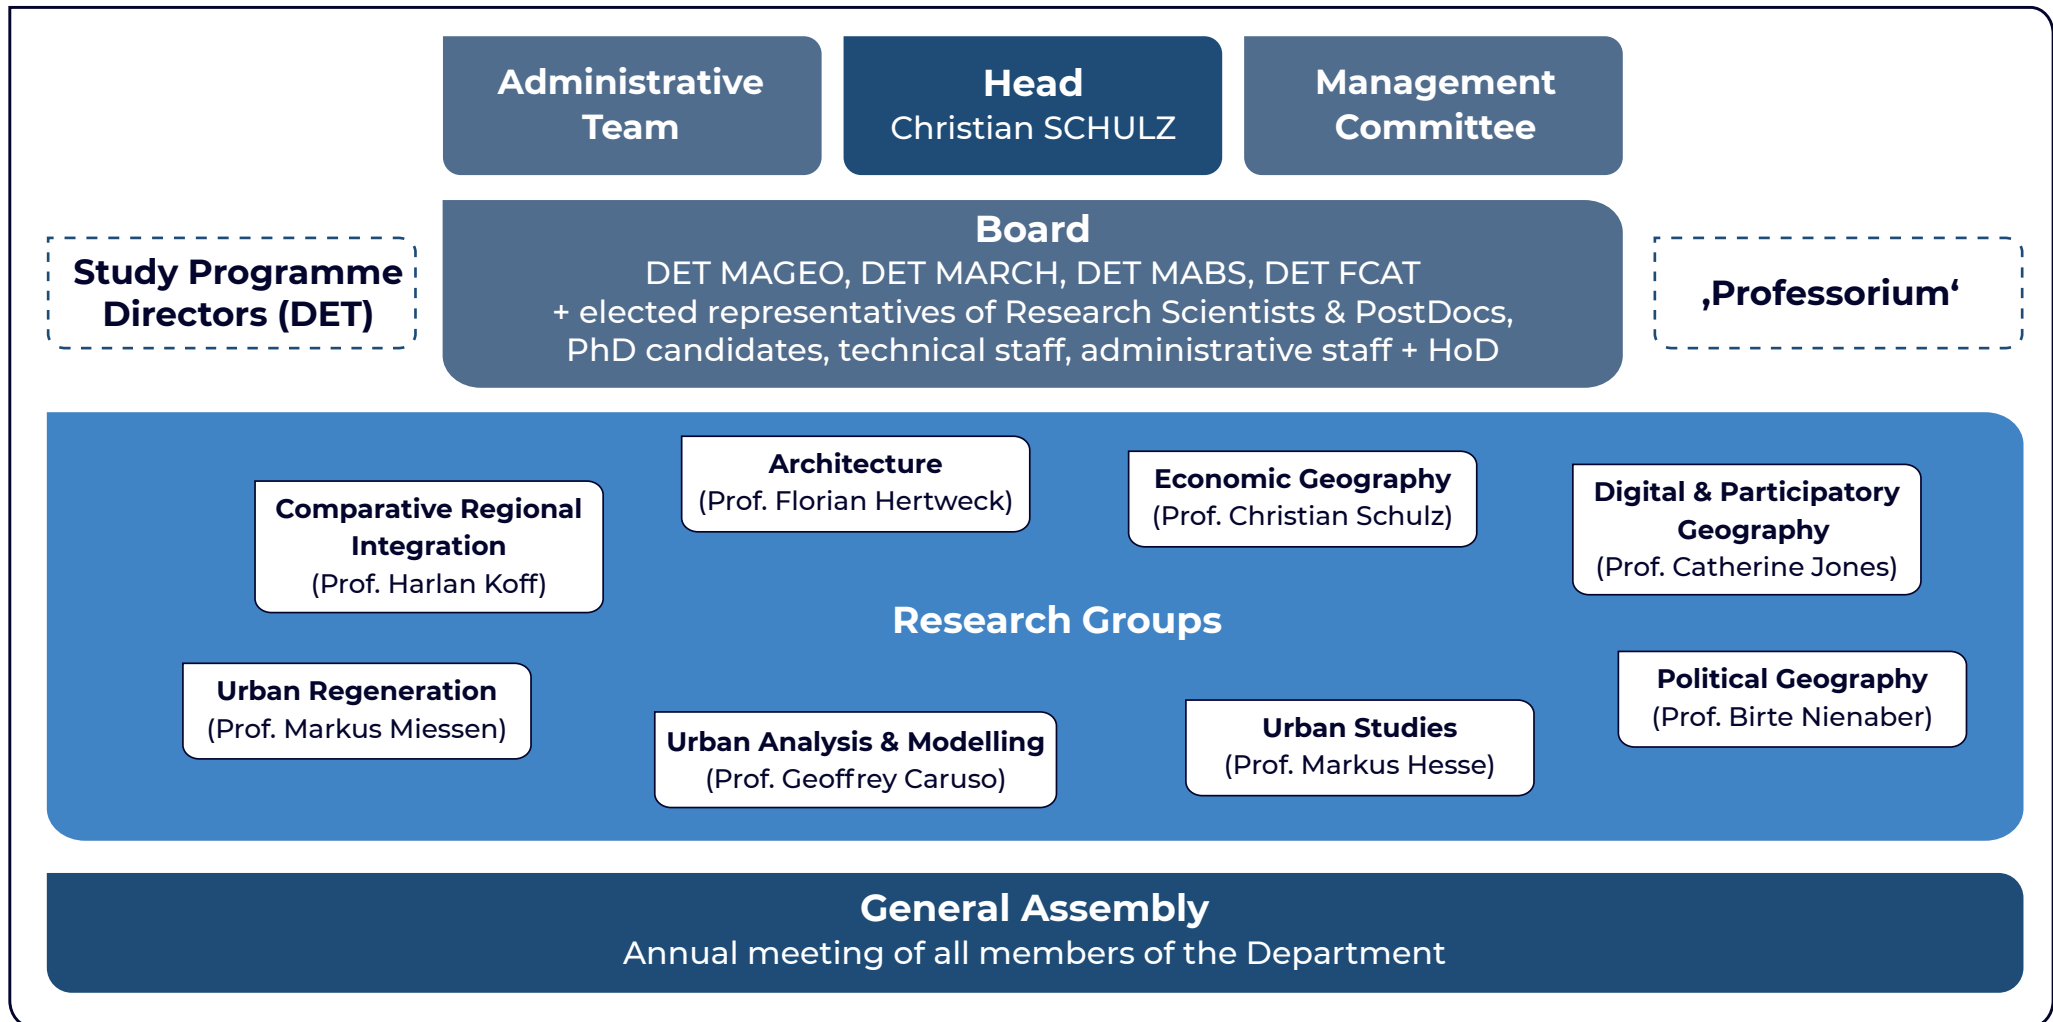 Administrative
Team
Head
Christian SCHULZ
Management
Committee
Study Programme
Directors (DET)
Board
DET MAGEO, DET MARCH, DET MABS, DET FCAT
+ elected representatives of Research Scientists & PostDocs,
PhD candidates, technical staff, administrative staff + HoD
‚Professorium‘
Comparative Regional
Integration
(Prof. Harlan Koff)
Architecture
(Prof. Florian Hertweck)
Economic Geography
(Prof. Christian Schulz)
Digital & Participatory
Geography
(Prof. Catherine Jones)
Research Groups
Urban Regeneration
(Prof. Markus Miessen)
Urban Analysis & Modelling
(Prof. Geoffrey Caruso)
Urban Studies
(Prof. Markus Hesse)
Political Geography
(Prof. Birte Nienaber)
General Assembly
Annual meeting of all members of the Department